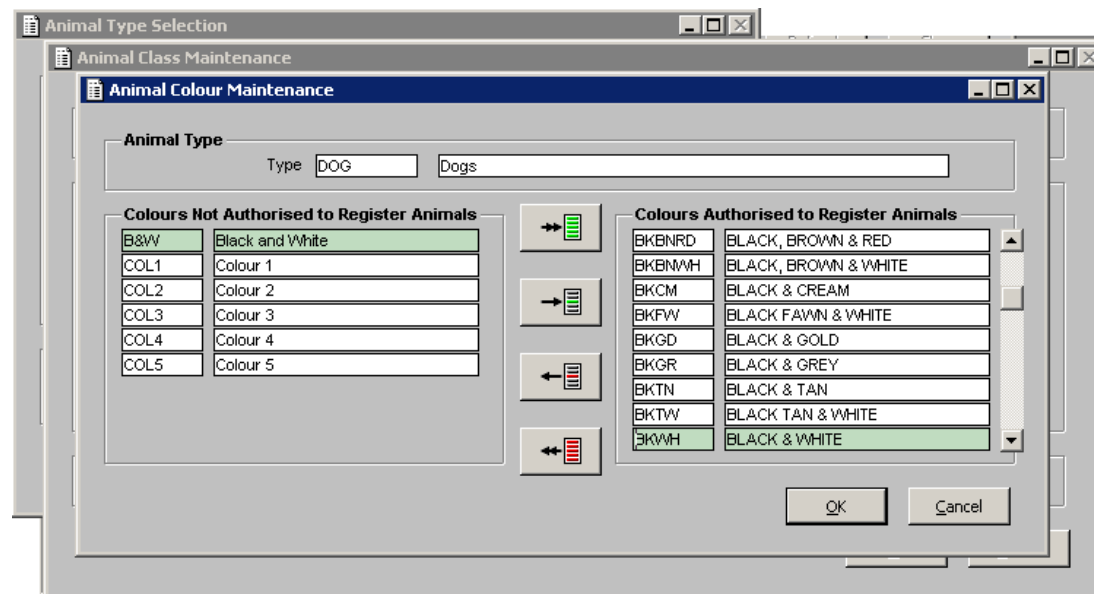 Animal Type Selection
Animal Class Maintenance
Animal Colour Maintenance
Animal Type
Type DOG Dogs
Colours Not Authorised to Register Animals
B&W Black and White
COL1 Colour 1
COL2 Colour 2
COL3 Colour 3
COL4 Colour 4
COL5 Colour 5
Colours Authorised to Register Animals
BKBNRD BLACK, BROWN & RED
BKBNWH BLACK, BROWN & WHITE
BKCM BLACK & CREAM
BKFW BLACK FAWN & WHITE
BKGD BLACK & GOLD
BKGR BLACK & GREY
BKTN BLACK & TAN
BKTW BLACK TAN & WHITE
BKWH BLACK & WHITE
OK Cancel